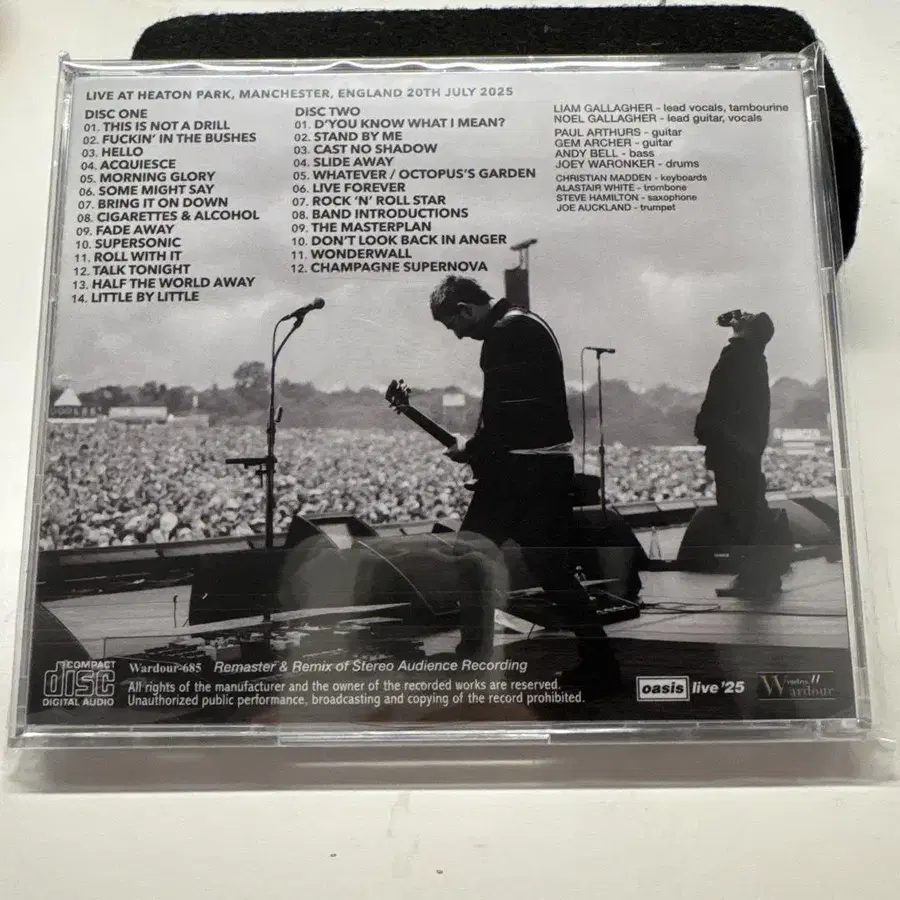 LIVE AT HEATON PARK, MANCHESTER, ENGLAND 20TH JULY 2025
DISC ONE
01. THIS IS NOT A DRILL
02. FUCKIN' IN THE BUSHES
03. HELLO
04. ACQUIESCE
05. MORNING GLORY
06. SOME MIGHT SAY
07. BRING IT ON DOWN
08. CIGARETTES & ALCOHOL
09. FADE AWAY
10. SUPERSONIC
11. ROLL WITH IT
12. TALK TONIGHT
13. HALF THE WORLD AWAY
14. LITTLE BY LITTLE
DISC TWO
01. D'YOU KNOW WHAT I MEAN?
02. STAND BY ME
03. CAST NO SHADOW
04. SLIDE AWAY
05. WHATEVER / OCTOPUS'S GARDEN
06. LIVE FOREVER
07. ROCK 'N' ROLL STAR
08. BAND INTRODUCTIONS
09. THE MASTERPLAN
10. DON'T LOOK BACK IN ANGER
11. WONDERWALL
12. CHAMPAGNE SUPERNOVA
LIAM GALLAGHER - lead vocals, tambourine
NOEL GALLAGHER - lead guitar, vocals
PAUL ARTHURS - guitar
GEM ARCHER - guitar
ANDY BELL - bass
JOEY WARONKER - drums
CHRISTIAN MADDEN - keyboards
ALASTAIR WHITE - trombone
STEVE HAMILTON - saxophone
JOE AUCKLAND - trumpet
COMPACT
disc
DIGITAL AUDIO
Wardour-685 Remaster & Remix of Stereo Audience Recording
All rights of the manufacturer and the owner of the recorded works are reserved.
Unauthorized public performance, broadcasting and copying of the record prohibited.
oasis live '25
Wardour